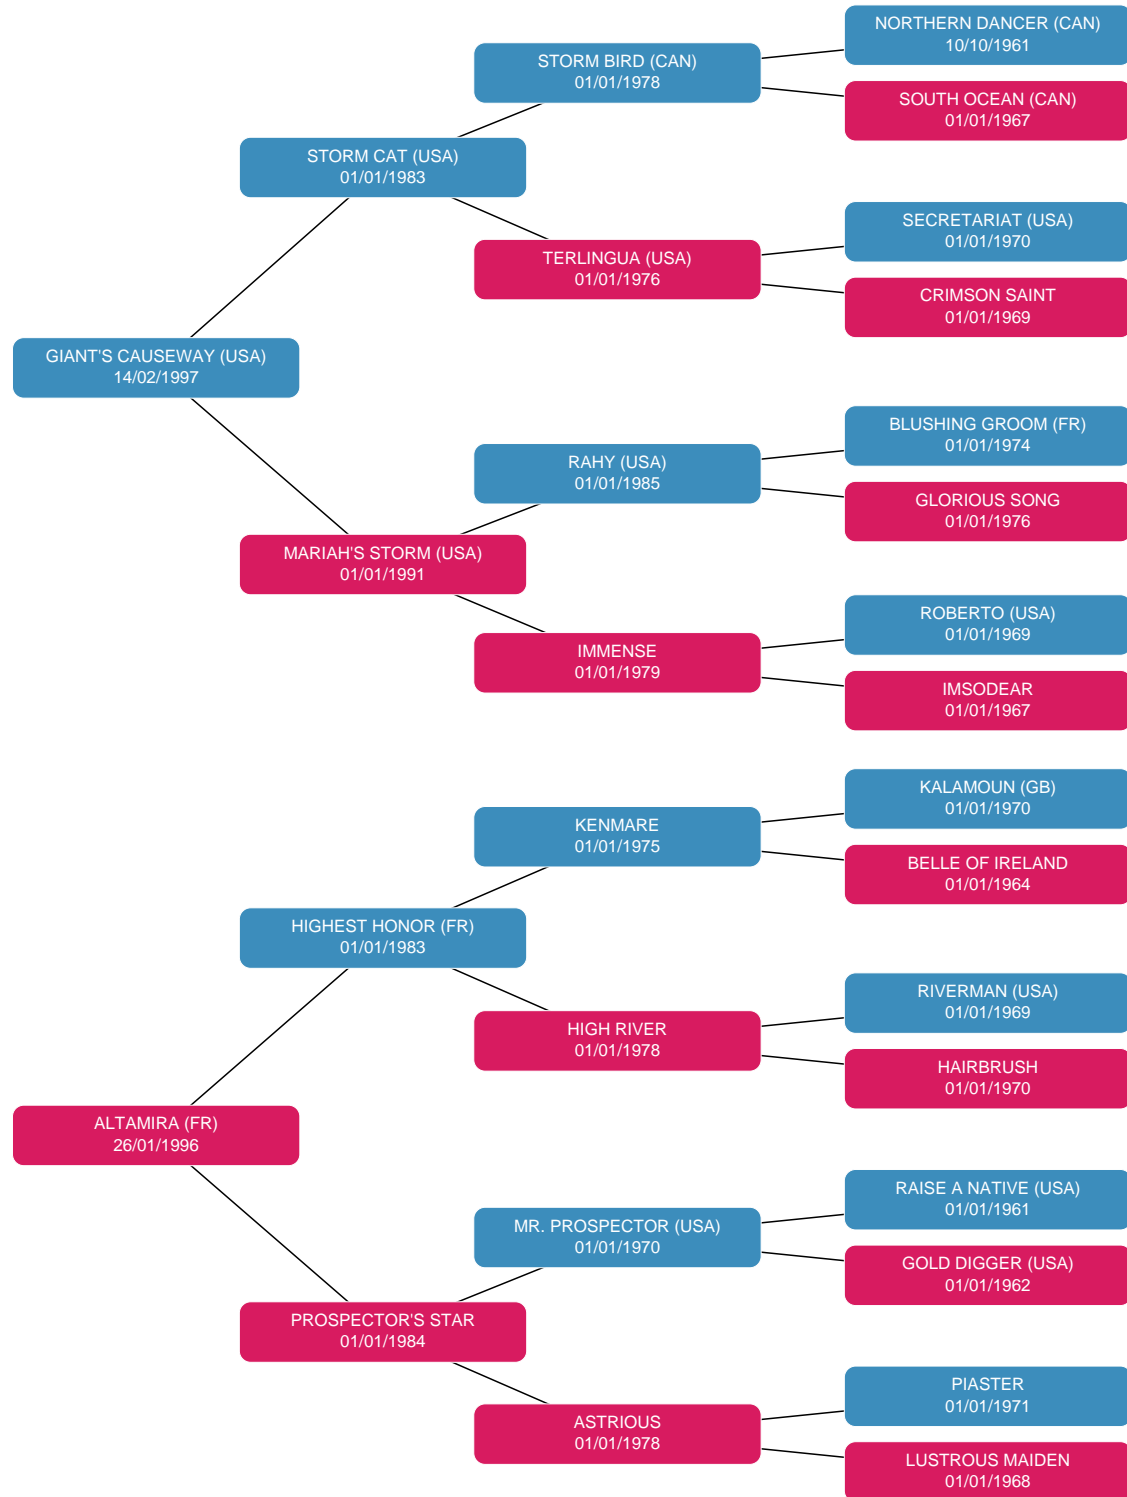 NORTHERN DANCER (CAN)
10/10/1961
STORM BIRD (CAN)
01/01/1978
SOUTH OCEAN (CAN)
01/01/1967
STORM CAT (USA)
01/01/1983
SECRETARIAT (USA)
01/01/1970
TERLINGUA (USA)
01/01/1976
CRIMSON SAINT
01/01/1969
GIANT'S CAUSEWAY (USA)
14/02/1997
BLUSHING GROOM (FR)
01/01/1974
RAHY (USA)
01/01/1985
GLORIOUS SONG
01/01/1976
MARIAH'S STORM (USA)
01/01/1991
ROBERTO (USA)
01/01/1969
IMMENSE
01/01/1979
IMSODEAR
01/01/1967
KALAMOUN (GB)
01/01/1970
KENMARE
01/01/1975
BELLE OF IRELAND
01/01/1964
HIGHEST HONOR (FR)
01/01/1983
RIVERMAN (USA)
01/01/1969
HIGH RIVER
01/01/1978
HAIRBRUSH
01/01/1970
ALTAMIRA (FR)
26/01/1996
RAISE A NATIVE (USA)
01/01/1961
MR. PROSPECTOR (USA)
01/01/1970
GOLD DIGGER (USA)
01/01/1962
PROSPECTOR'S STAR
01/01/1984
PIASTER
01/01/1971
ASTRIOUS
01/01/1978
LUSTROUS MAIDEN
01/01/1968